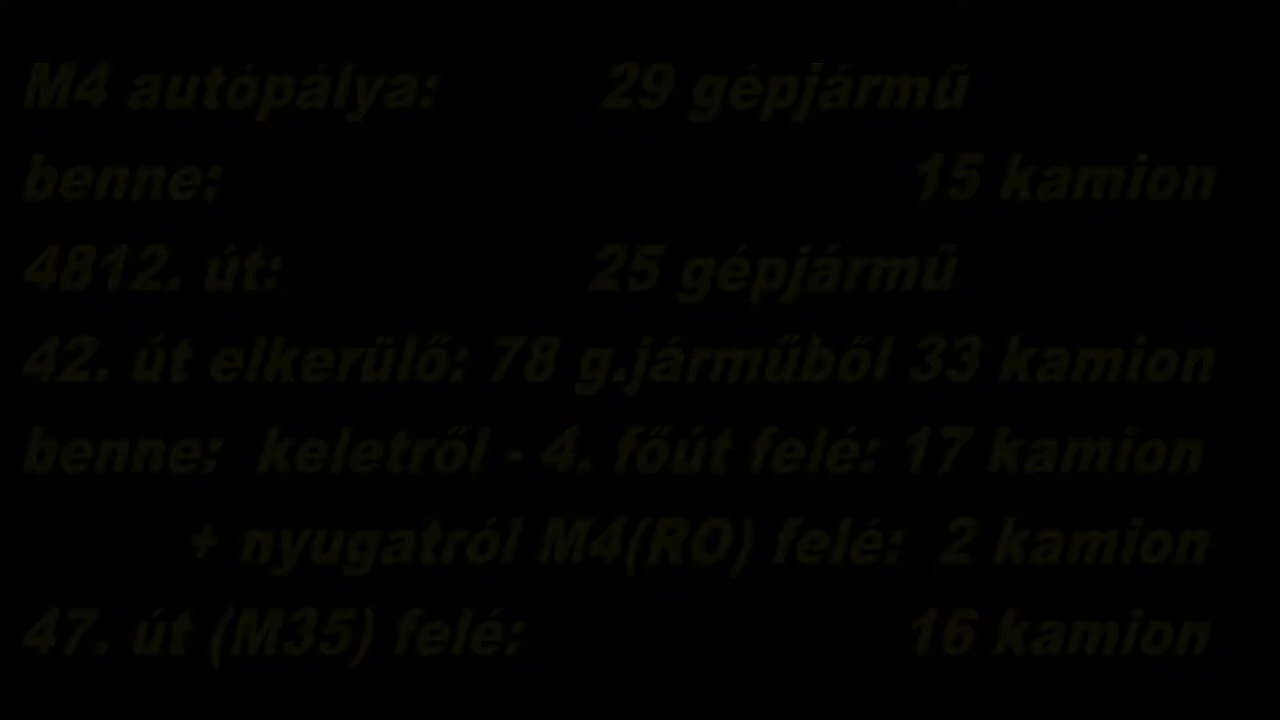 M4 autópálya: 29 gépjármű
benne: 15 kamion
4812. út: 25 gépjármű
42. út elkerülő: 78 g.járműből 33 kamion
benne: keletről - 4. főút felé: 17 kamion
+ nyugatról M4(RO) felé: 2 kamion
47. út (M35) felé: 16 kamion